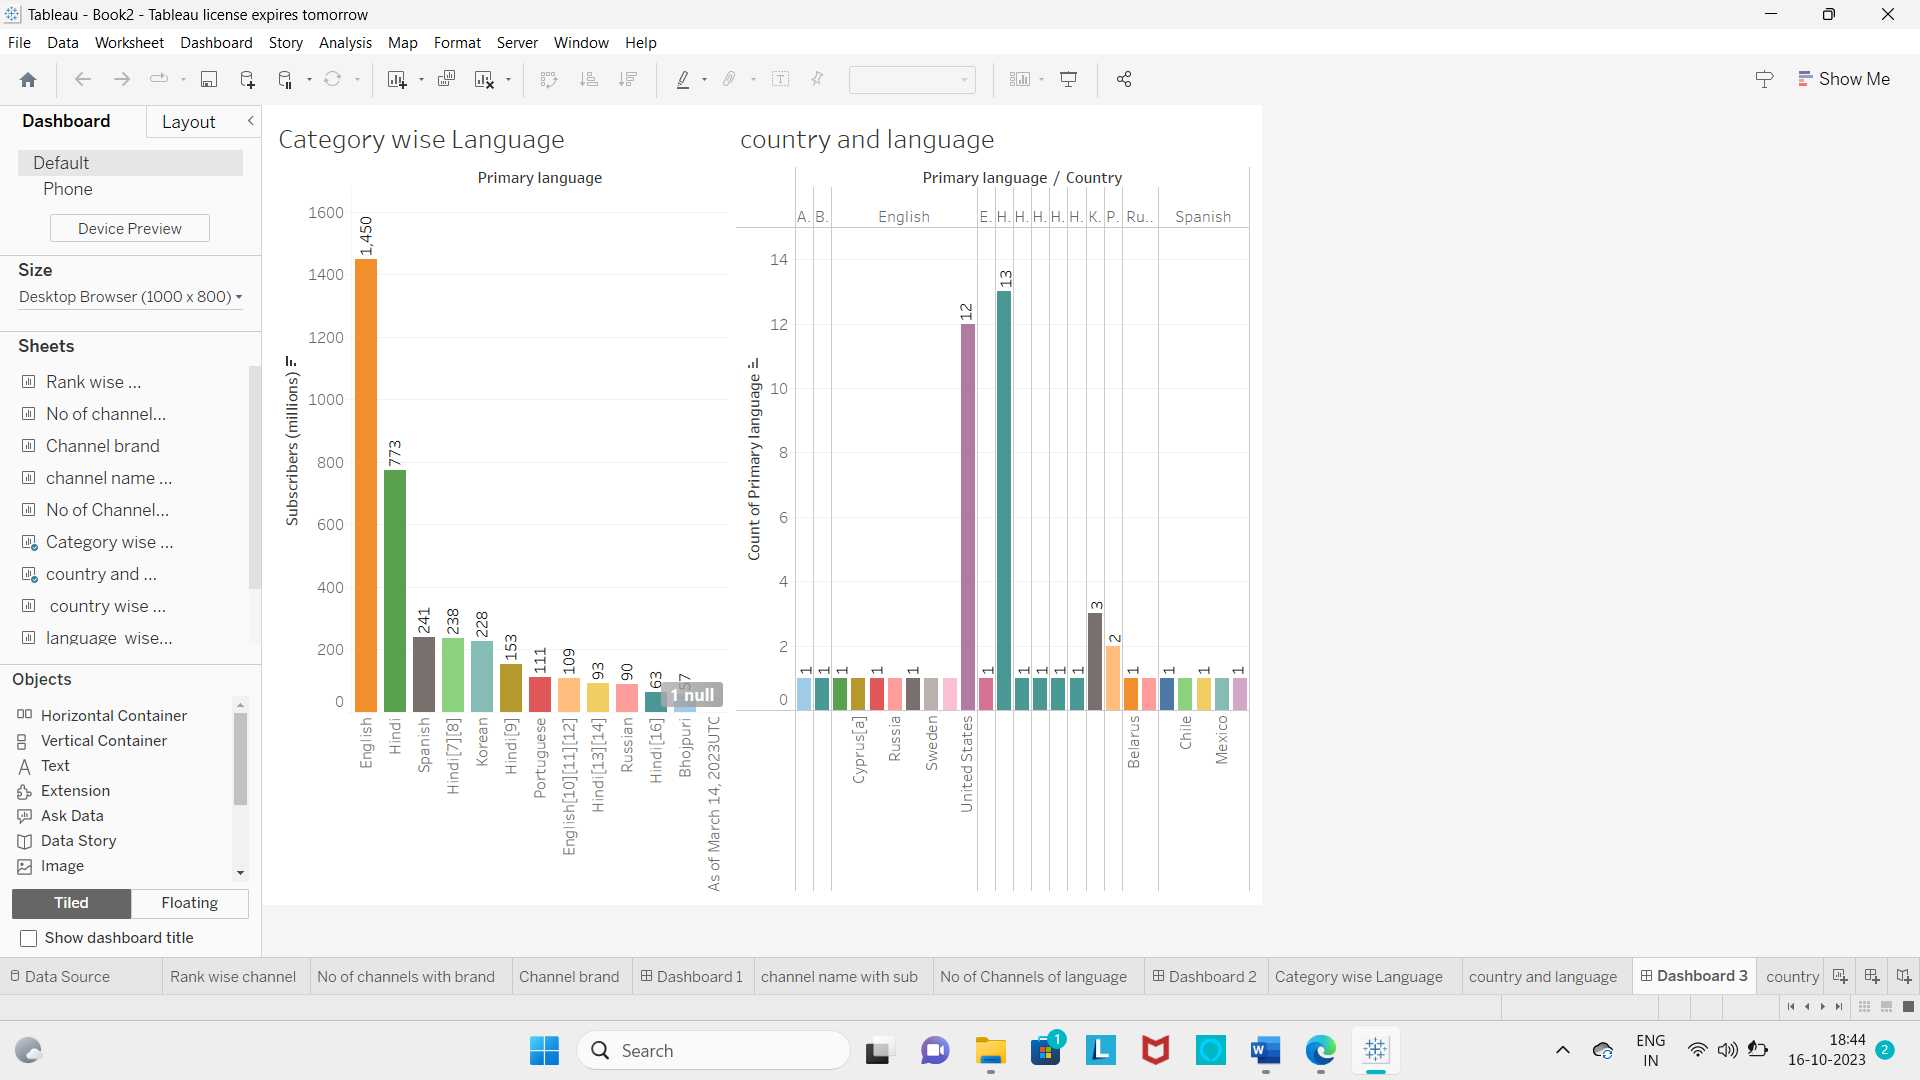 Tableau - Book2 - Tableau license expires tomorrow
File Data Worksheet Dashboard Story Analysis Map Format Server Window Help
Show Me
Dashboard Layout
Default
Phone
Device Preview
Size
Desktop Browser (1000 x 800)
Sheets
Rank wise ...
No of channel...
Channel brand
channel name ...
No of Channel...
Category wise ...
country and ...
country wise ...
language wise...
Objects
Horizontal Container
Vertical Container
Text
Extension
Ask Data
Data Story
Image
Tiled Floating
Show dashboard title
Category wise Language
Primary language
Subscribers (millions)
1600
1400
1200
1000
800
600
400
200
0
1,450
773
241
238
228
153
111
109
93
90
63
57
1 null
English
Hindi
Spanish
Hindi[7][8]
Korean
Hindi[9]
Portuguese
English[10][11][12]
Hindi[13][14]
Russian
Hindi[16]
Bhojpuri
As of March 14, 2023UTC
country and language
Primary language / Country
A. B. English E. H. H. H. H. H. K. P. Ru.. Spanish
Count of Primary language
14
12
10
8
6
4
2
0
1 1 1 1 1 12 1 13 1 1 1 1 3 2 1 1 1 1
Cyprus[a]
Russia
Sweden
United States
Belarus
Chile
Mexico
Data Source Rank wise channel No of channels with brand Channel brand Dashboard 1 channel name with sub No of Channels of language Dashboard 2 Category wise Language country and language Dashboard 3 country
Search
1
ENG
IN
18:44
16-10-2023
2